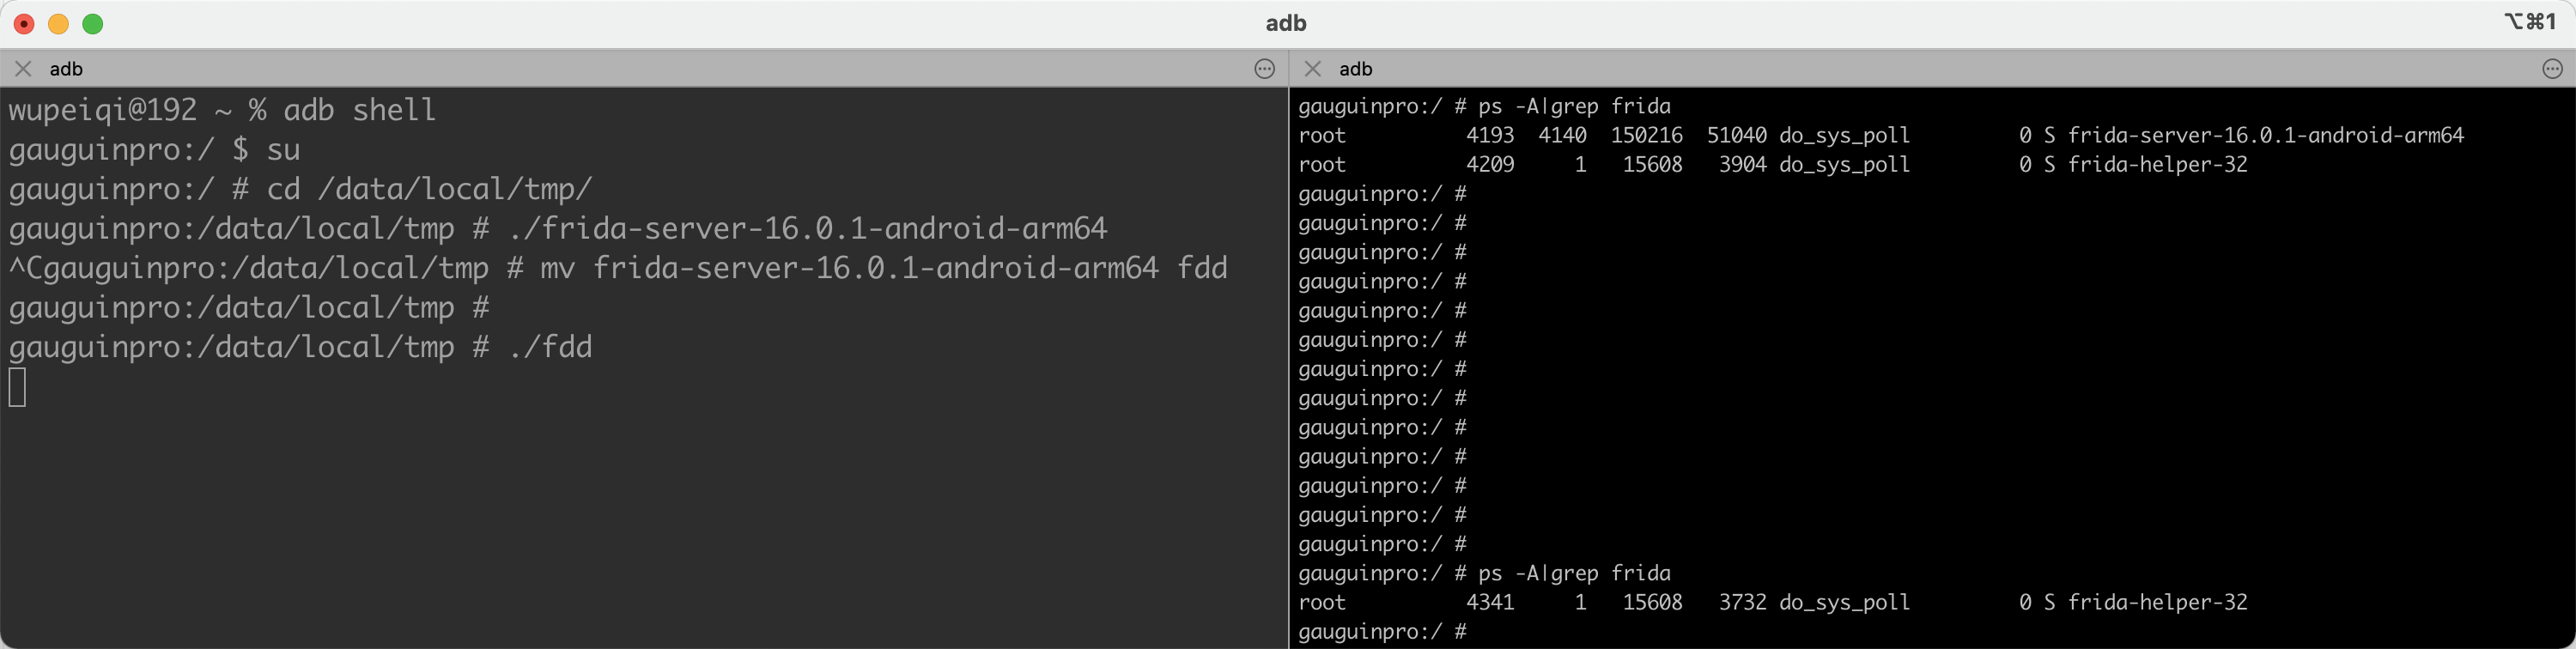 adb
⌥⌘1
adb
wupeiqi@192 ~ % adb shell
gauguinpro:/ $ su
gauguinpro:/ # cd /data/local/tmp/
gauguinpro:/data/local/tmp # ./frida-server-16.0.1-android-arm64
^Cgauguinpro:/data/local/tmp # mv frida-server-16.0.1-android-arm64 fdd
gauguinpro:/data/local/tmp #
gauguinpro:/data/local/tmp # ./fdd
adb
gauguinpro:/ # ps -A|grep frida
root 4193 4140 150216 51040 do_sys_poll 0 S frida-server-16.0.1-android-arm64
root 4209 1 15608 3904 do_sys_poll 0 S frida-helper-32
gauguinpro:/ #
gauguinpro:/ #
gauguinpro:/ #
gauguinpro:/ #
gauguinpro:/ #
gauguinpro:/ #
gauguinpro:/ #
gauguinpro:/ #
gauguinpro:/ #
gauguinpro:/ #
gauguinpro:/ #
gauguinpro:/ #
gauguinpro:/ #
gauguinpro:/ # ps -A|grep frida
root 4341 1 15608 3732 do_sys_poll 0 S frida-helper-32
gauguinpro:/ #